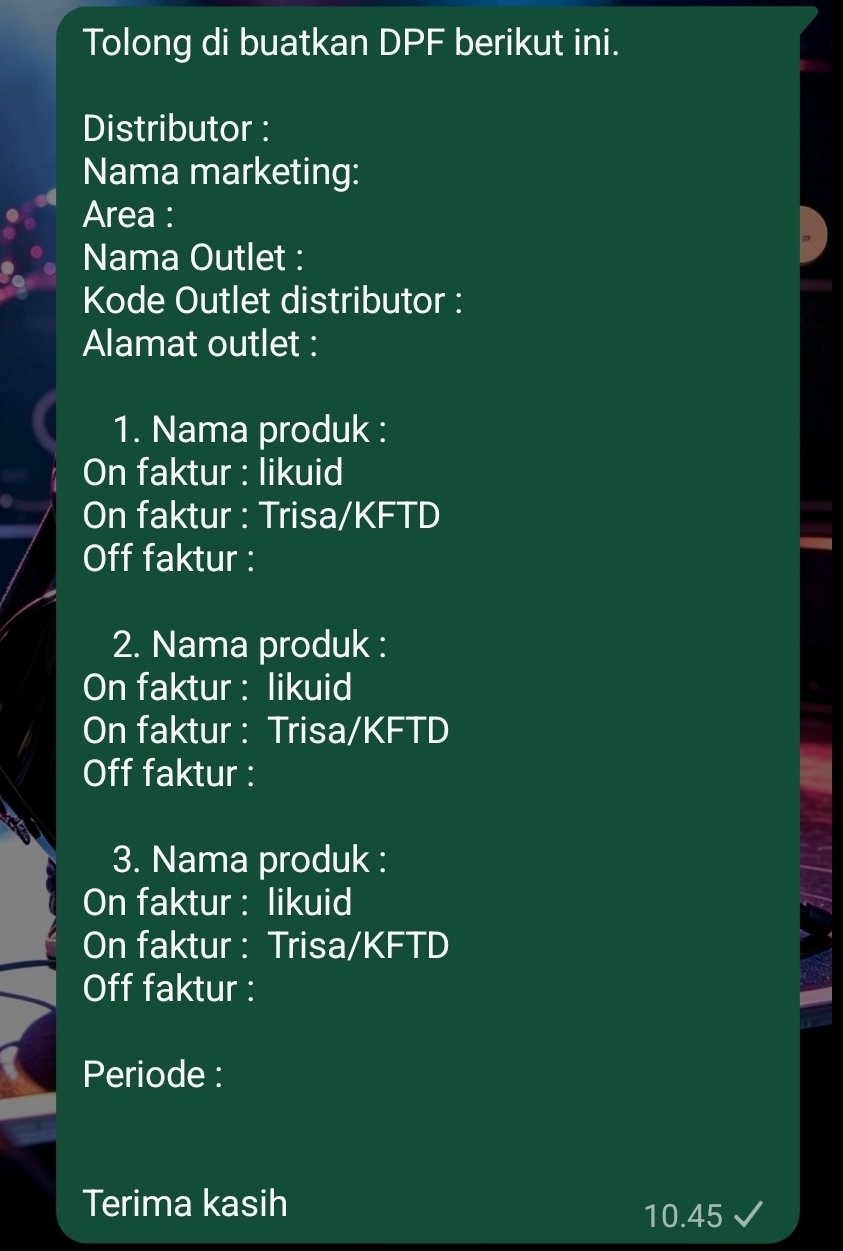 Tolong di buatkan DPF berikut ini.
Distributor :
Nama marketing:
Area :
Nama Outlet :
Kode Outlet distributor :
Alamat outlet :
1. Nama produk :
On faktur : likuid
On faktur : Trisa/KFTD
Off faktur :
2. Nama produk :
On faktur :  likuid
On faktur :  Trisa/KFTD
Off faktur :
3. Nama produk :
On faktur :  likuid
On faktur :  Trisa/KFTD
Off faktur :
Periode :
Terima kasih
10.45